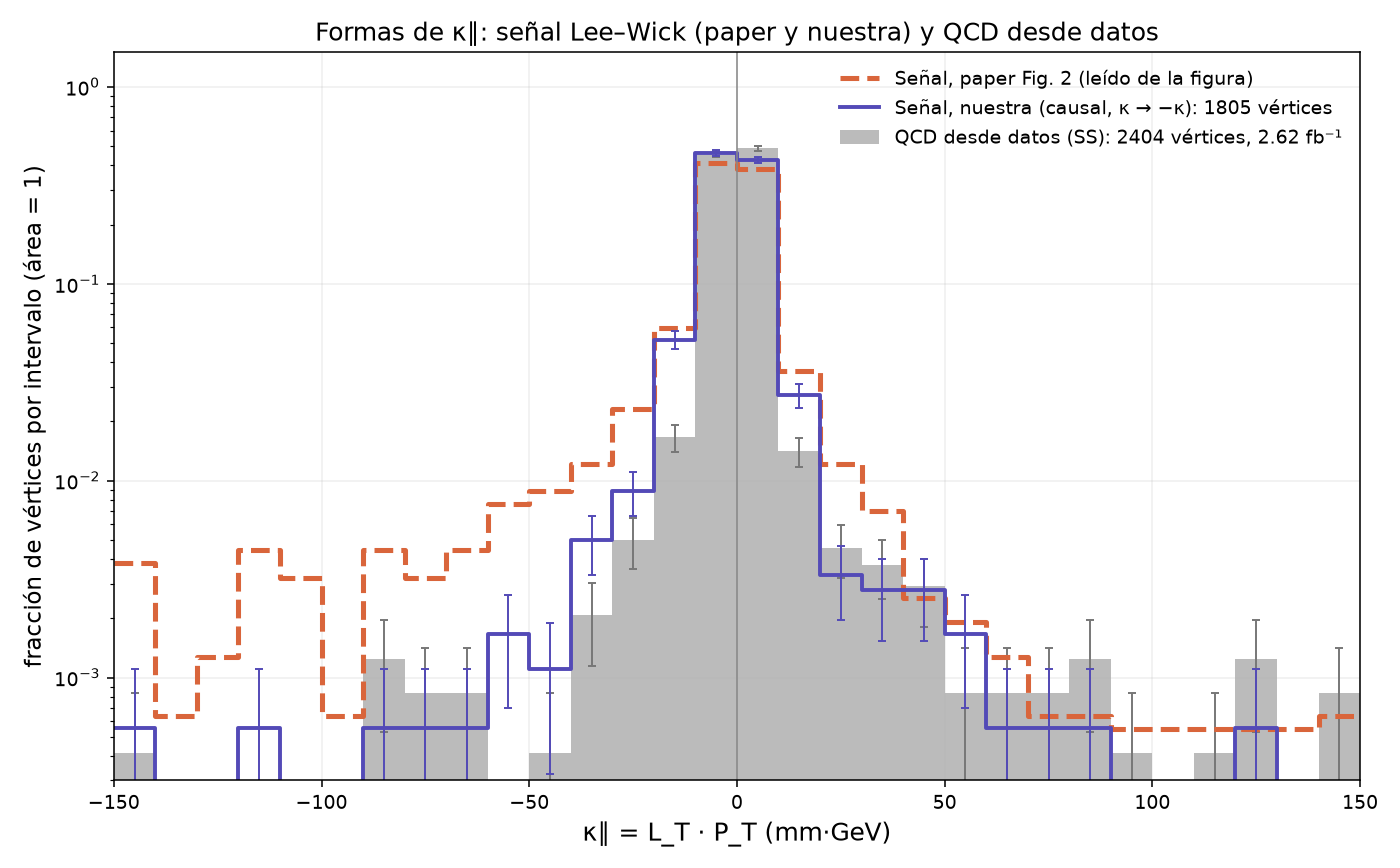 Formas de κ∥: señal Lee–Wick (paper y nuestra) y QCD desde datos
Señal, paper Fig. 2 (leído de la figura)
Señal, nuestra (causal, κ → −κ): 1805 vértices
QCD desde datos (SS): 2404 vértices, 2.62 fb⁻¹
fracción de vértices por intervalo (área = 1)
10⁰
10⁻¹
10⁻²
10⁻³
−150 −100 −50 0 50 100 150
κ∥ = L_T · P_T (mm·GeV)